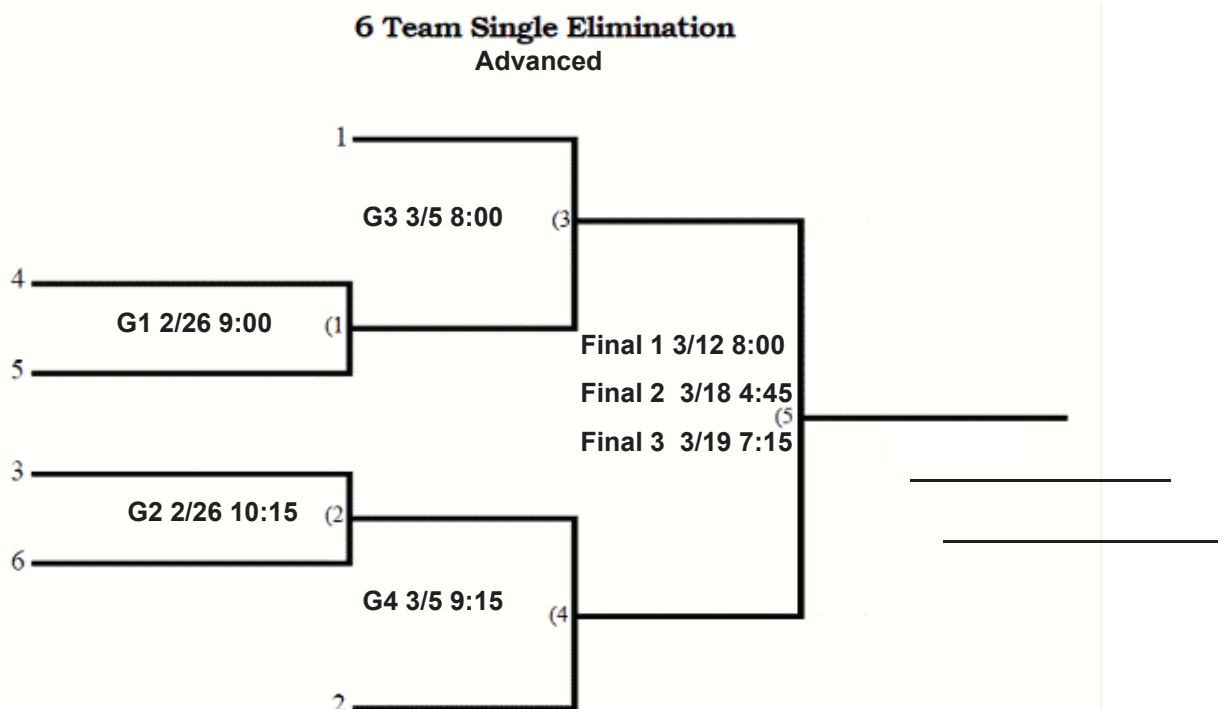 6 Team Single Elimination
Advanced
1
G3 3/5 8:00 (3
4
G1 2/26 9:00 (1
5
Final 1 3/12 8:00
Final 2 3/18 4:45
(5
Final 3 3/19 7:15
3
G2 2/26 10:15 (2
6
G4 3/5 9:15 (4
2